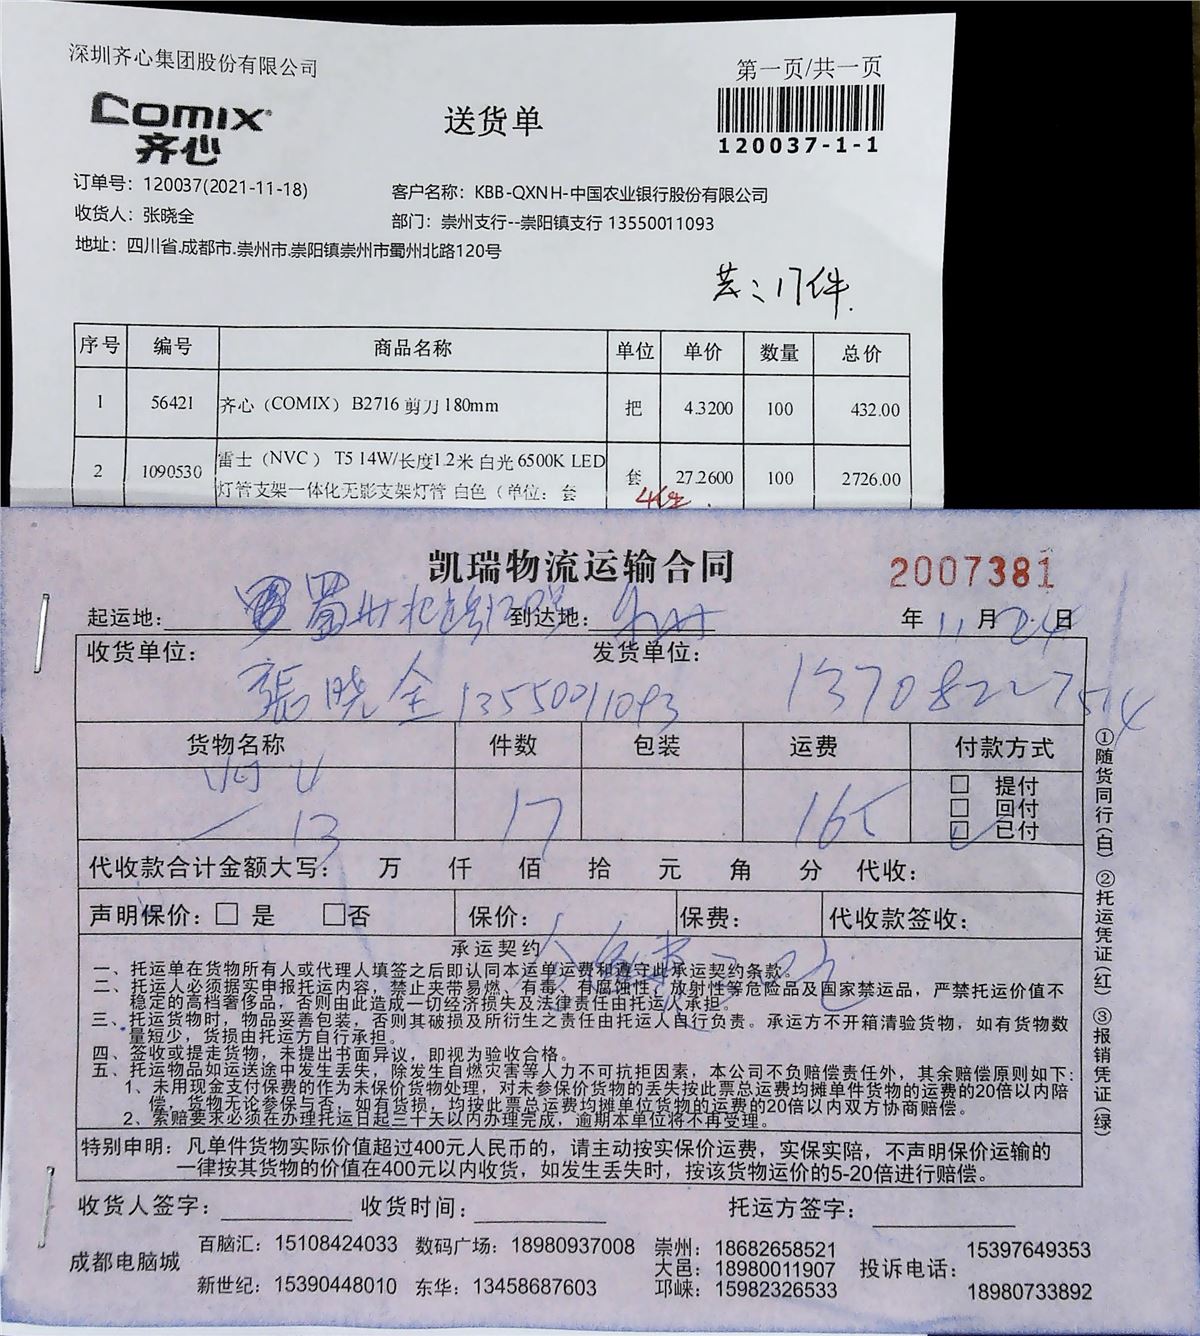 深圳齐心集团股份有限公司
第一页/共一页
COMIX
齐心
送货单
120037-1-1
订单号：120037(2021-11-18)
客户名称：KBB-QXNH-中国农业银行股份有限公司
收货人：张晓全
部门：崇州支行--崇阳镇支行 13550011093
地址：四川省.成都市.崇州市.崇阳镇崇州市蜀州北路120号
17件
序号 编号 商品名称 单位 单价 数量 总价
1 56421 齐心（COMIX）B2716 剪刀 180mm 把 4.3200 100 432.00
2 1090530 雷士（NVC） T5 14W/长度1.2米 白光 6500K LED 套 27.2600 100 2726.00
灯管支架一体化无影支架灯管 白色（单位：套
4件
凯瑞物流运输合同
2007381
起运地： 蜀州北路120号 到达地： 年 11 月 24 日
收货单位： 发货单位：
張晓全 13550011093 13708227514
货物名称 件数 包装 运费 付款方式
□ 提付
□ 回付
一 13 17 165 □ 已付
代收款合计金额大写： 万 仟 佰 拾 元 角 分 代收：
声明保价：□ 是 □否 保价： 保费： 代收款签收：
承运契约
一、托运单在货物所有人或代理人填签之后即认同本运单运费和遵守此承运契约条款。
二、托运人必须据实申报托运内容，禁止夹带易燃、有毒、有腐蚀性，放射性等危险品及国家禁运品，严禁托运价值不
稳定的高档奢侈品，否则由此造成一切经济损失及法律责任由托运人承担。
三、托运货物时，物品妥善包装，否则其破损及所衍生之责任由托运人自行负责。承运方不开箱清验货物，如有货物数
量短少，货损由托运方自行承担。
四、签收或提走货物，未提出书面异议，即视为验收合格。
五、托运物品如运送途中发生丢失，除发生自燃灾害等人力不可抗拒因素，本公司不负赔偿责任外，其余赔偿原则如下：
1、未用现金支付保费的作为未保价货物处理，对未参保价货物的丢失按此票总运费均摊单件货物的运费的20倍以内赔
偿，货物无论参保与否，如有货损，均按此票总运费均摊单位货物的运费的20倍以内双方协商赔偿。
2、索赔要求必须在办理托运日起三十天以内办理完成，逾期本单位将不再受理。
特别申明：凡单件货物实际价值超过400元人民币的，请主动按实保价运费，实保实陪，不声明保价运输的
一律按其货物的价值在400元以内收货，如发生丢失时，按该货物运价的5-20倍进行赔偿。
收货人签字： 收货时间： 托运方签字：
成都电脑城
百脑汇：15108424033 数码广场：18980937008
新世纪：15390448010 东华：13458687603
崇州：18682658521
大邑：18980011907
邛崃：15982326533
投诉电话：
15397649353
18980733892
①随货同行(白) ②托运凭证(红) ③报销凭证(绿)